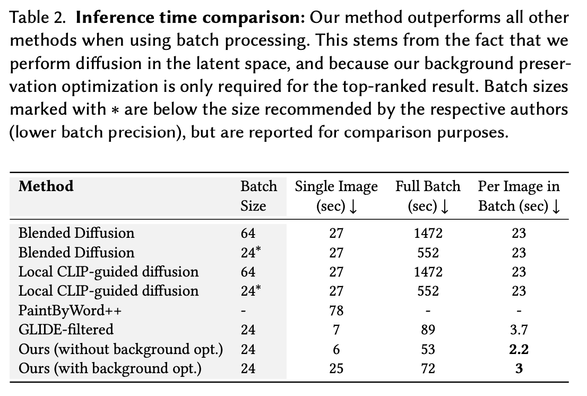 Table 2. Inference time comparison: Our method outperforms all other
methods when using batch processing. This stems from the fact that we
perform diffusion in the latent space, and because our background preser-
vation optimization is only required for the top-ranked result. Batch sizes
marked with * are below the size recommended by the respective authors
(lower batch precision), but are reported for comparison purposes.
Method Batch Single Image Full Batch Per Image in
Size (sec) ↓ (sec) ↓ Batch (sec) ↓
Blended Diffusion 64 27 1472 23
Blended Diffusion 24* 27 552 23
Local CLIP-guided diffusion 64 27 1472 23
Local CLIP-guided diffusion 24* 27 552 23
PaintByWord++ - 78 - -
GLIDE-filtered 24 7 89 3.7
Ours (without background opt.) 24 6 53 2.2
Ours (with background opt.) 24 25 72 3